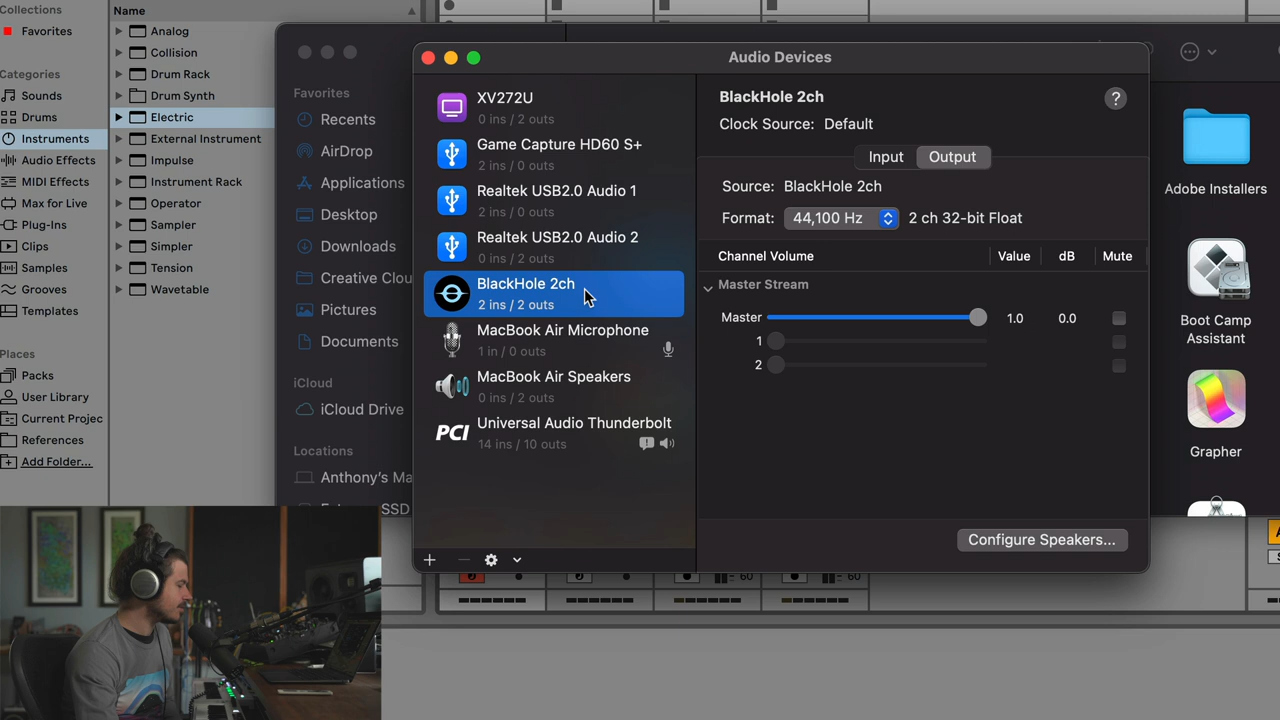 Collections
Favorites
Categories
Sounds
Drums
Instruments
Audio Effects
MIDI Effects
Max for Live
Plug-Ins
Clips
Samples
Grooves
Templates
Places
Packs
User Library
Current Projec
References
Add Folder...
Name
Analog
Collision
Drum Rack
Drum Synth
Electric
External Instrument
Impulse
Instrument Rack
Operator
Sampler
Simpler
Tension
Wavetable
Favorites
Recents
AirDrop
Applications
Desktop
Downloads
Creative Clou
Pictures
Documents
iCloud
iCloud Drive
Locations
Anthony's Ma
SSD
Audio Devices
XV272U
0 ins / 2 outs
Game Capture HD60 S+
2 ins / 0 outs
Realtek USB2.0 Audio 1
2 ins / 0 outs
Realtek USB2.0 Audio 2
0 ins / 2 outs
BlackHole 2ch
2 ins / 2 outs
MacBook Air Microphone
1 in / 0 outs
MacBook Air Speakers
0 ins / 2 outs
PCI
Universal Audio Thunderbolt
14 ins / 10 outs
BlackHole 2ch
?
Clock Source: Default
Input Output
Source: BlackHole 2ch
Format: 44,100 Hz 2 ch 32-bit Float
Channel Volume Value dB Mute
Master Stream
Master 1.0 0.0
1
2
Configure Speakers...
Adobe Installers
Boot Camp
Assistant
Grapher
60
60